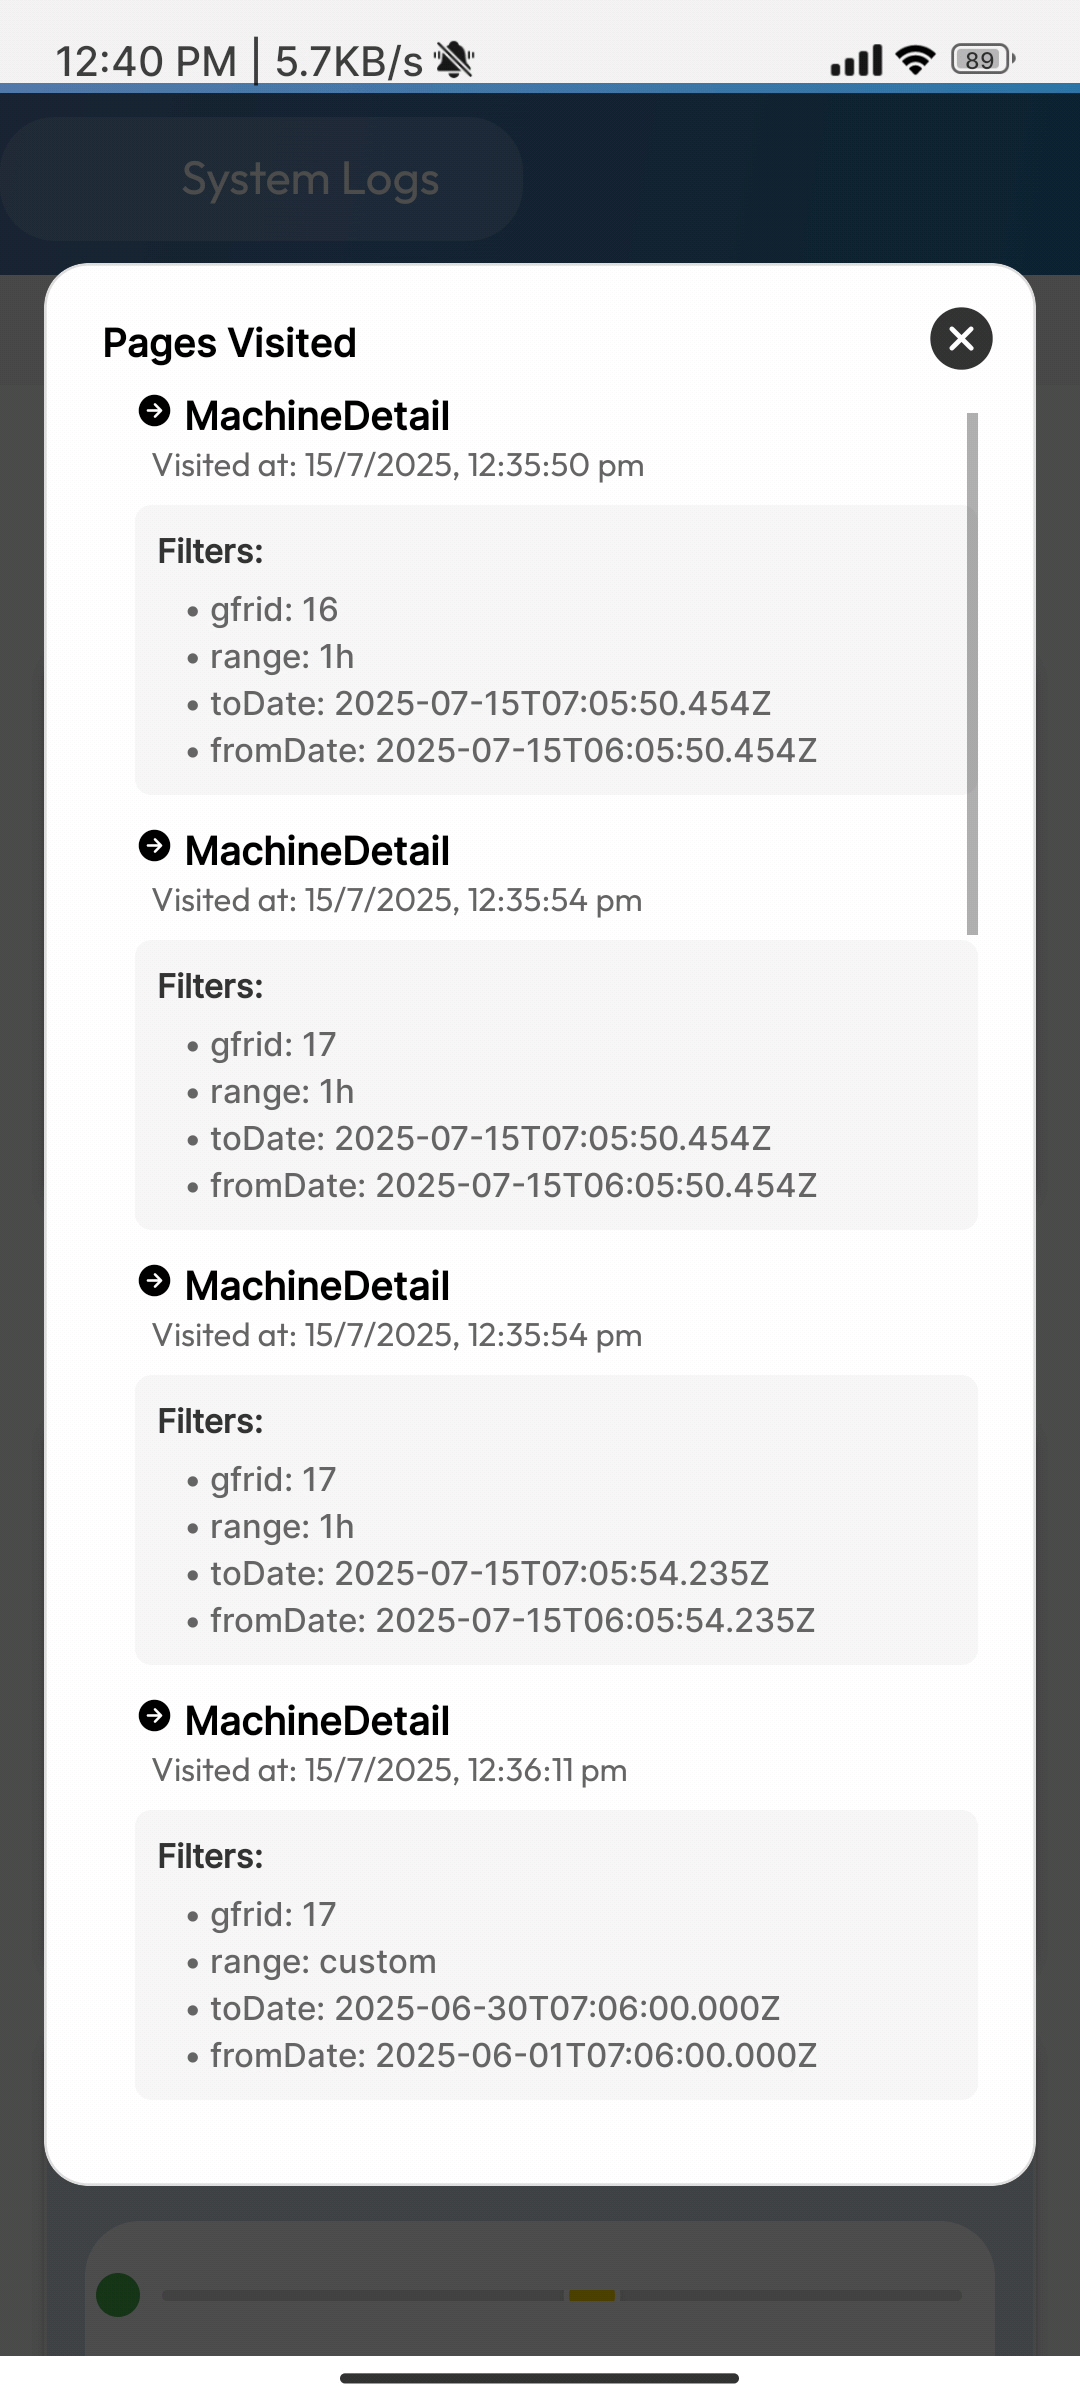 12:40 PM | 5.7KB/s
89
System Logs
Pages Visited
MachineDetail
Visited at: 15/7/2025, 12:35:50 pm
Filters:
• gfrid: 16
• range: 1h
• toDate: 2025-07-15T07:05:50.454Z
• fromDate: 2025-07-15T06:05:50.454Z
MachineDetail
Visited at: 15/7/2025, 12:35:54 pm
Filters:
• gfrid: 17
• range: 1h
• toDate: 2025-07-15T07:05:50.454Z
• fromDate: 2025-07-15T06:05:50.454Z
MachineDetail
Visited at: 15/7/2025, 12:35:54 pm
Filters:
• gfrid: 17
• range: 1h
• toDate: 2025-07-15T07:05:54.235Z
• fromDate: 2025-07-15T06:05:54.235Z
MachineDetail
Visited at: 15/7/2025, 12:36:11 pm
Filters:
• gfrid: 17
• range: custom
• toDate: 2025-06-30T07:06:00.000Z
• fromDate: 2025-06-01T07:06:00.000Z